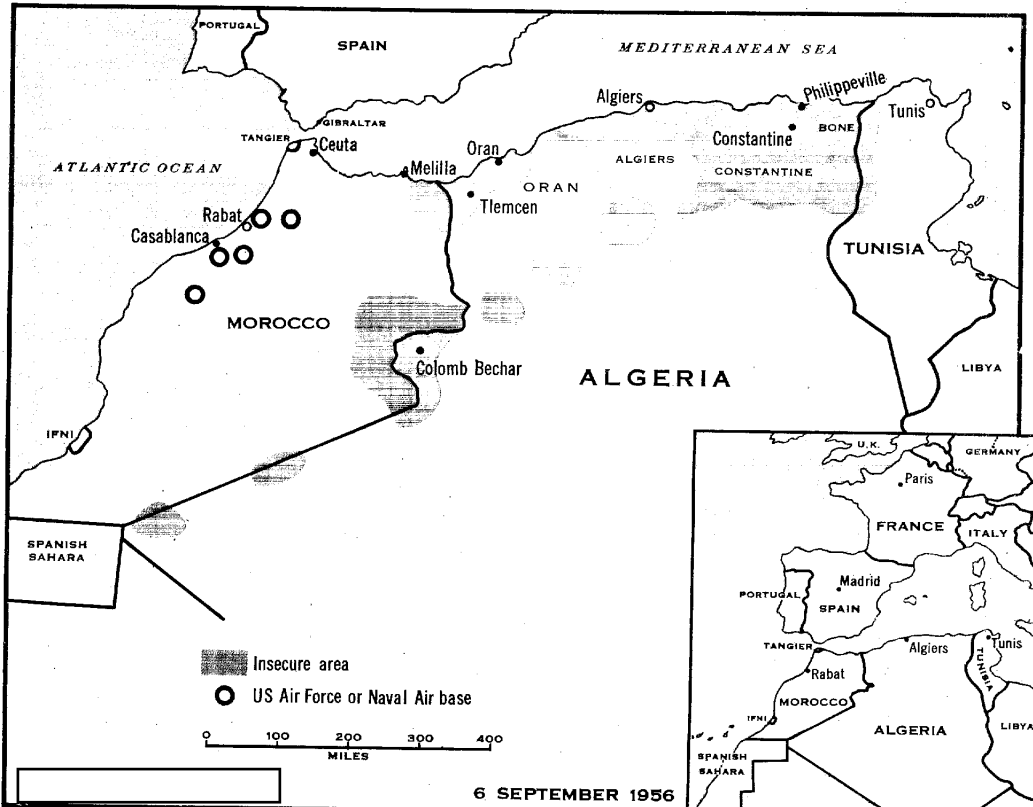 PORTUGAL
SPAIN
MEDITERRANEAN SEA
GIBRALTAR
TANGIER
Ceuta
ATLANTIC OCEAN
Melilla
Oran
Algiers
Philippeville
Constantine
BONE
Tunis
ALGIERS
CONSTANTINE
ORAN
Tlemcen
Rabat
Casablanca
TUNISIA
MOROCCO
Colomb Bechar
ALGERIA
LIBYA
IFNI
SPANISH
SAHARA
Insecure area
US Air Force or Naval Air base
0 100 200 300 400
MILES
6 SEPTEMBER 1956
U.K.
GERMANY
Paris
FRANCE
ITALY
Madrid
PORTUGAL
SPAIN
TANGIER
Algiers
Tunis
Rabat
TUNISIA
MOROCCO
IFNI
ALGERIA
LIBYA
SPANISH
SAHARA